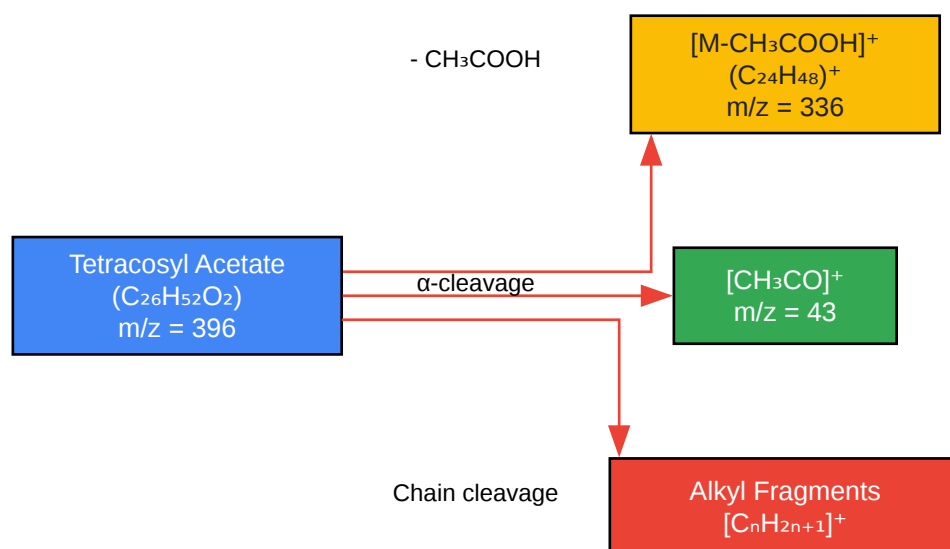 - CH₃COOH
[M-CH₃COOH]⁺
(C₂₄H₄₈)⁺
m/z = 336
Tetracosyl Acetate
(C₂₆H₅₂O₂)
m/z = 396
α-cleavage
[CH₃CO]⁺
m/z = 43
Chain cleavage
Alkyl Fragments
[CₙH₂ₙ₊₁]⁺